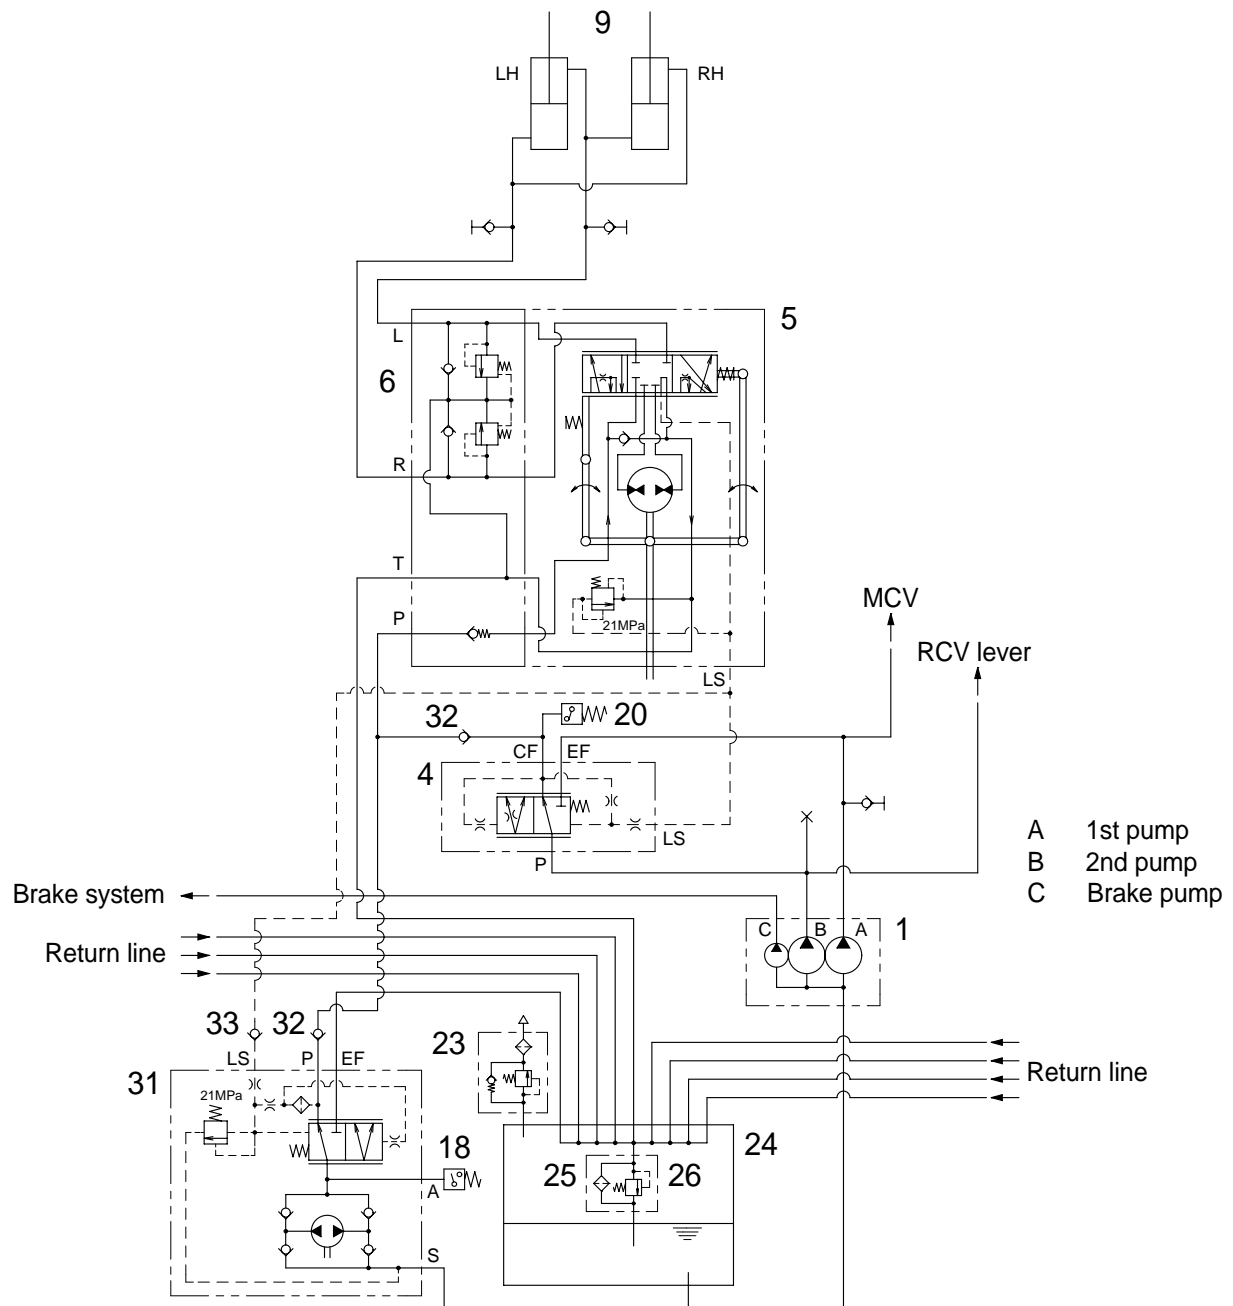 9
LH
RH
5
L
6
R
T
P
21MPa
MCV
RCV lever
LS
32
20
CF
EF
4
LS
P
A 1st pump
B 2nd pump
C Brake pump
Brake system
C
B
A
1
Return line
33
32
23
LS
P
EF
31
21MPa
Return line
18
24
25
26
A
S